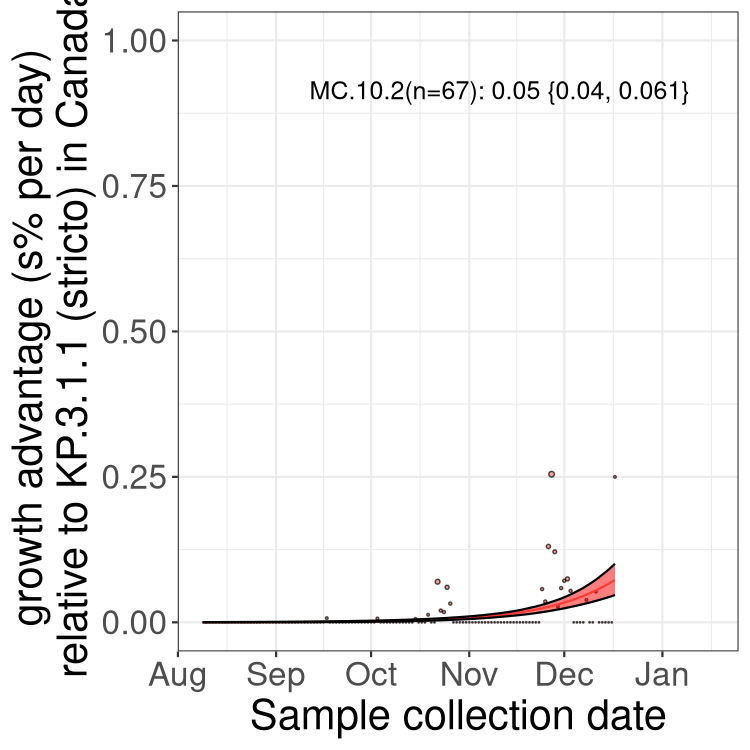 growth advantage (s% per day)
relative to KP.3.1.1 (stricto) in Canada
1.00
0.75
0.50
0.25
0.00
MC.10.2(n=67): 0.05 {0.04, 0.061}
Aug Sep Oct Nov Dec Jan
Sample collection date